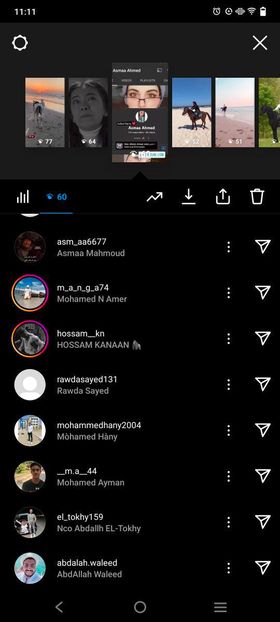 11:11
Asmaa Ahmed
VIDEOS
PLAYLISTS
Asmaa Ahmed
77
64
52
51
60
asm_aa6677
Asmaa Mahmoud
m_a_n_g_a74
Mohamed N Amer
hossam__kn
HOSSAM KANAAN 🦍
rawdasayed131
Rawda Sayed
mohammedhany2004
Mòhamed Hàny
__m.a__44
Mohamed Ayman
el_tokhy159
Nco Abdallh EL-Tokhy
abdalah.waleed
AbdAllah Waleed